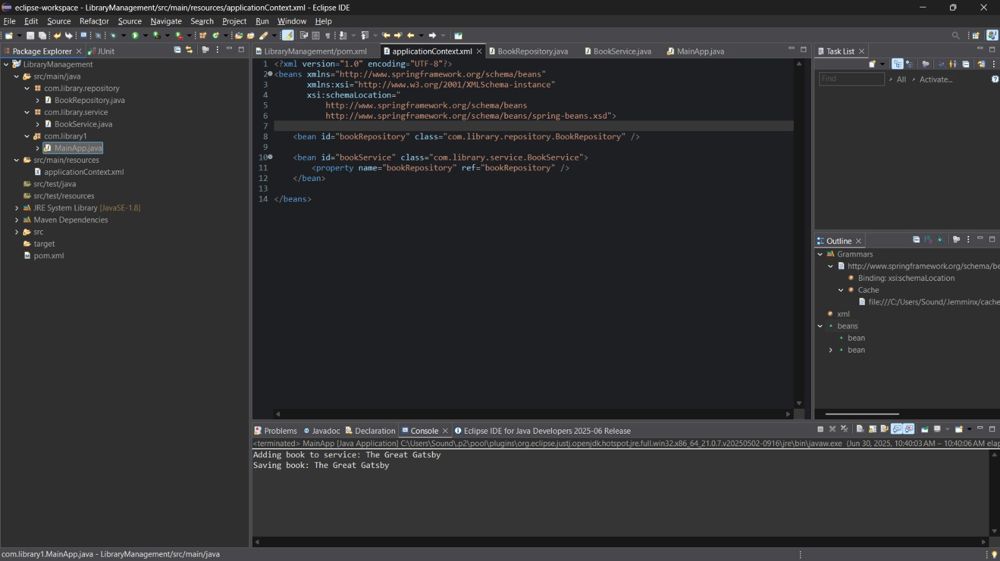 eclipse-workspace - LibraryManagement/src/main/resources/applicationContext.xml - Eclipse IDE
File Edit Source Refactor Source Navigate Search Project Run Window Help
Package Explorer JUnit
LibraryManagement
src/main/java
com.library.repository
BookRepository.java
com.library.service
BookService.java
com.library1
MainApp.java
src/main/resources
applicationContext.xml
src/test/java
src/test/resources
JRE System Library [JavaSE-1.8]
Maven Dependencies
src
target
pom.xml
LibraryManagement/pom.xml applicationContext.xml BookRepository.java BookService.java MainApp.java
1 <?xml version="1.0" encoding="UTF-8"?>
2 <beans xmlns="http://www.springframework.org/schema/beans"
3 xmlns:xsi="http://www.w3.org/2001/XMLSchema-instance"
4 xsi:schemaLocation="
5 http://www.springframework.org/schema/beans
6 http://www.springframework.org/schema/beans/spring-beans.xsd">
7
8 <bean id="bookRepository" class="com.library.repository.BookRepository" />
9
10 <bean id="bookService" class="com.library.service.BookService">
11 <property name="bookRepository" ref="bookRepository" />
12 </bean>
13
14 </beans>
Task List
Find All Activate...
Outline
Grammars
http://www.springframework.org/schema/be
Binding: xsi:schemaLocation
Cache
file:///C:/Users/Sound/.lemminx/cache
xml
beans
bean
bean
Problems Javadoc Declaration Console Eclipse IDE for Java Developers 2025-06 Release
<terminated> MainApp [Java Application] C:\Users\Sound\.p2\pool\plugins\org.eclipse.justj.openjdk.hotspot.jre.full.win32.x86_64_21.0.7.v20250502-0916\jre\bin\javaw.exe (Jun 30, 2025, 10:40:03 AM – 10:40:06 AM elap
Adding book to service: The Great Gatsby
Saving book: The Great Gatsby
com.library1.MainApp.java - LibraryManagement/src/main/java